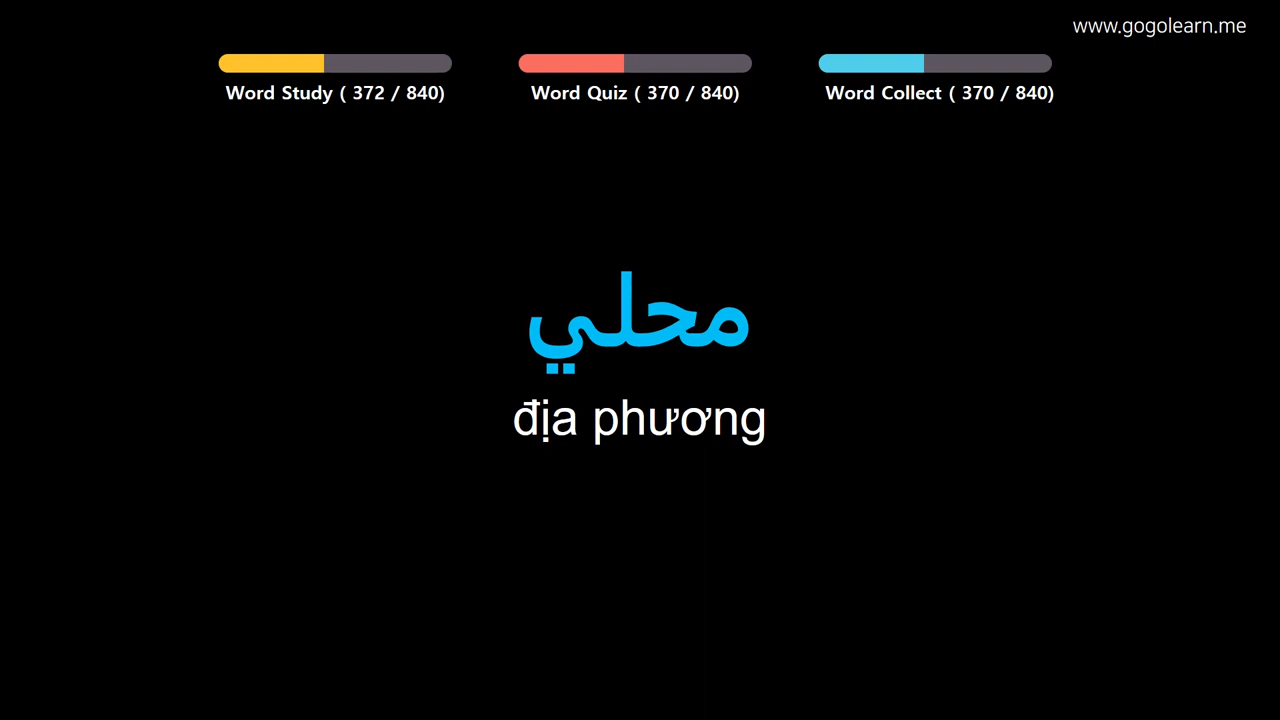 www.gogolearn.me
Word Study ( 372 / 840)
Word Quiz ( 370 / 840)
Word Collect ( 370 / 840)
محلي
địa phương